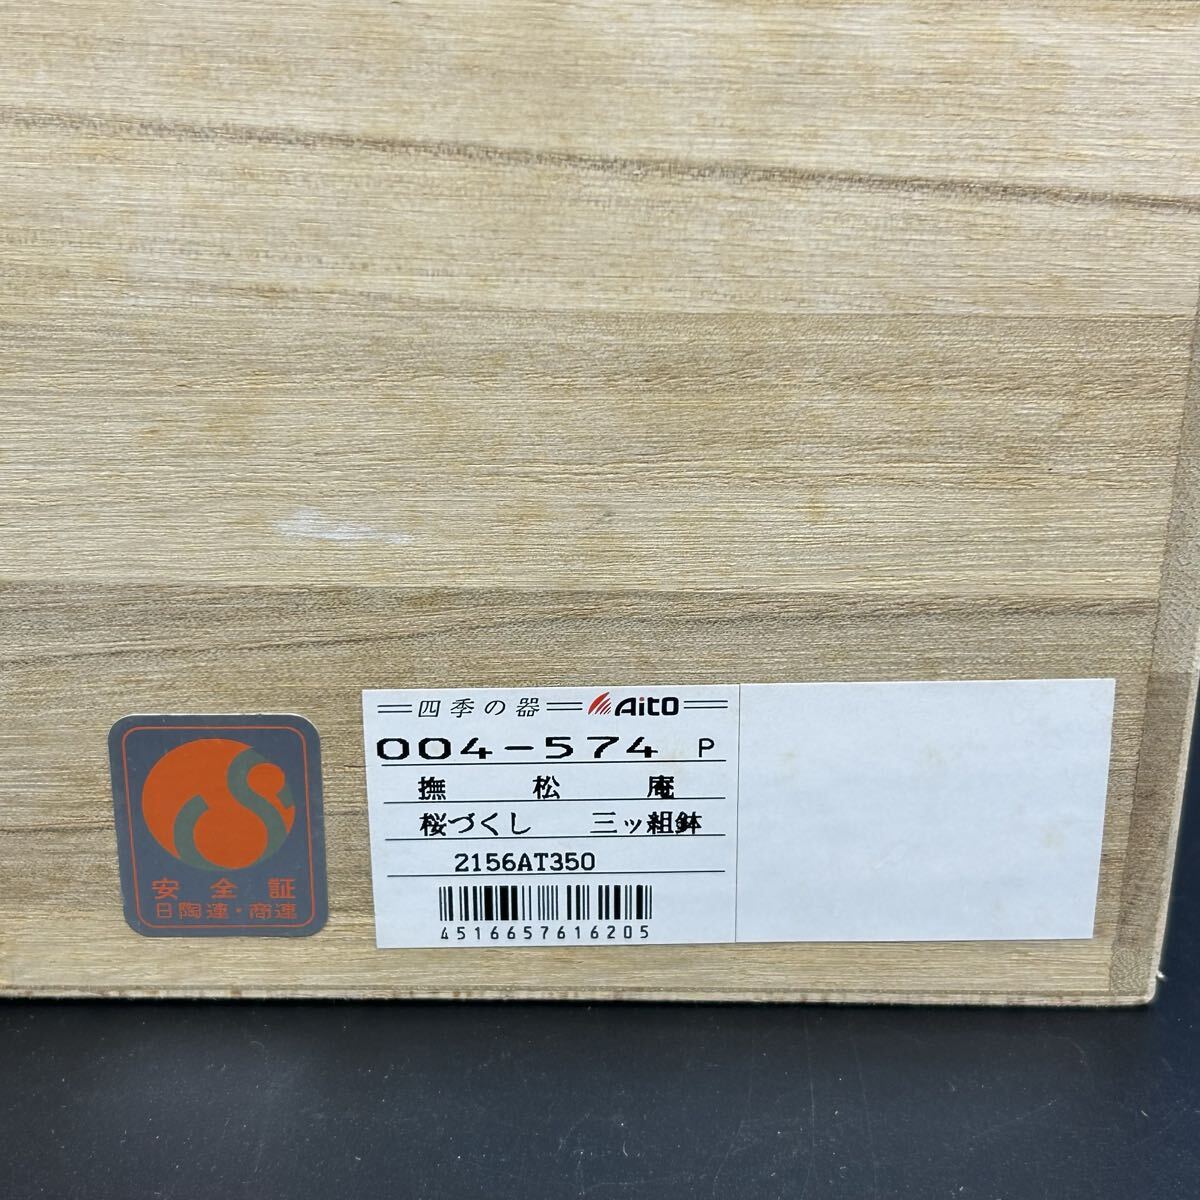 四季の器 Aito
004-574 P
撫松庵
桜づくし 三ッ組鉢
2156AT350
4516657616205
安全証
日陶連・商連